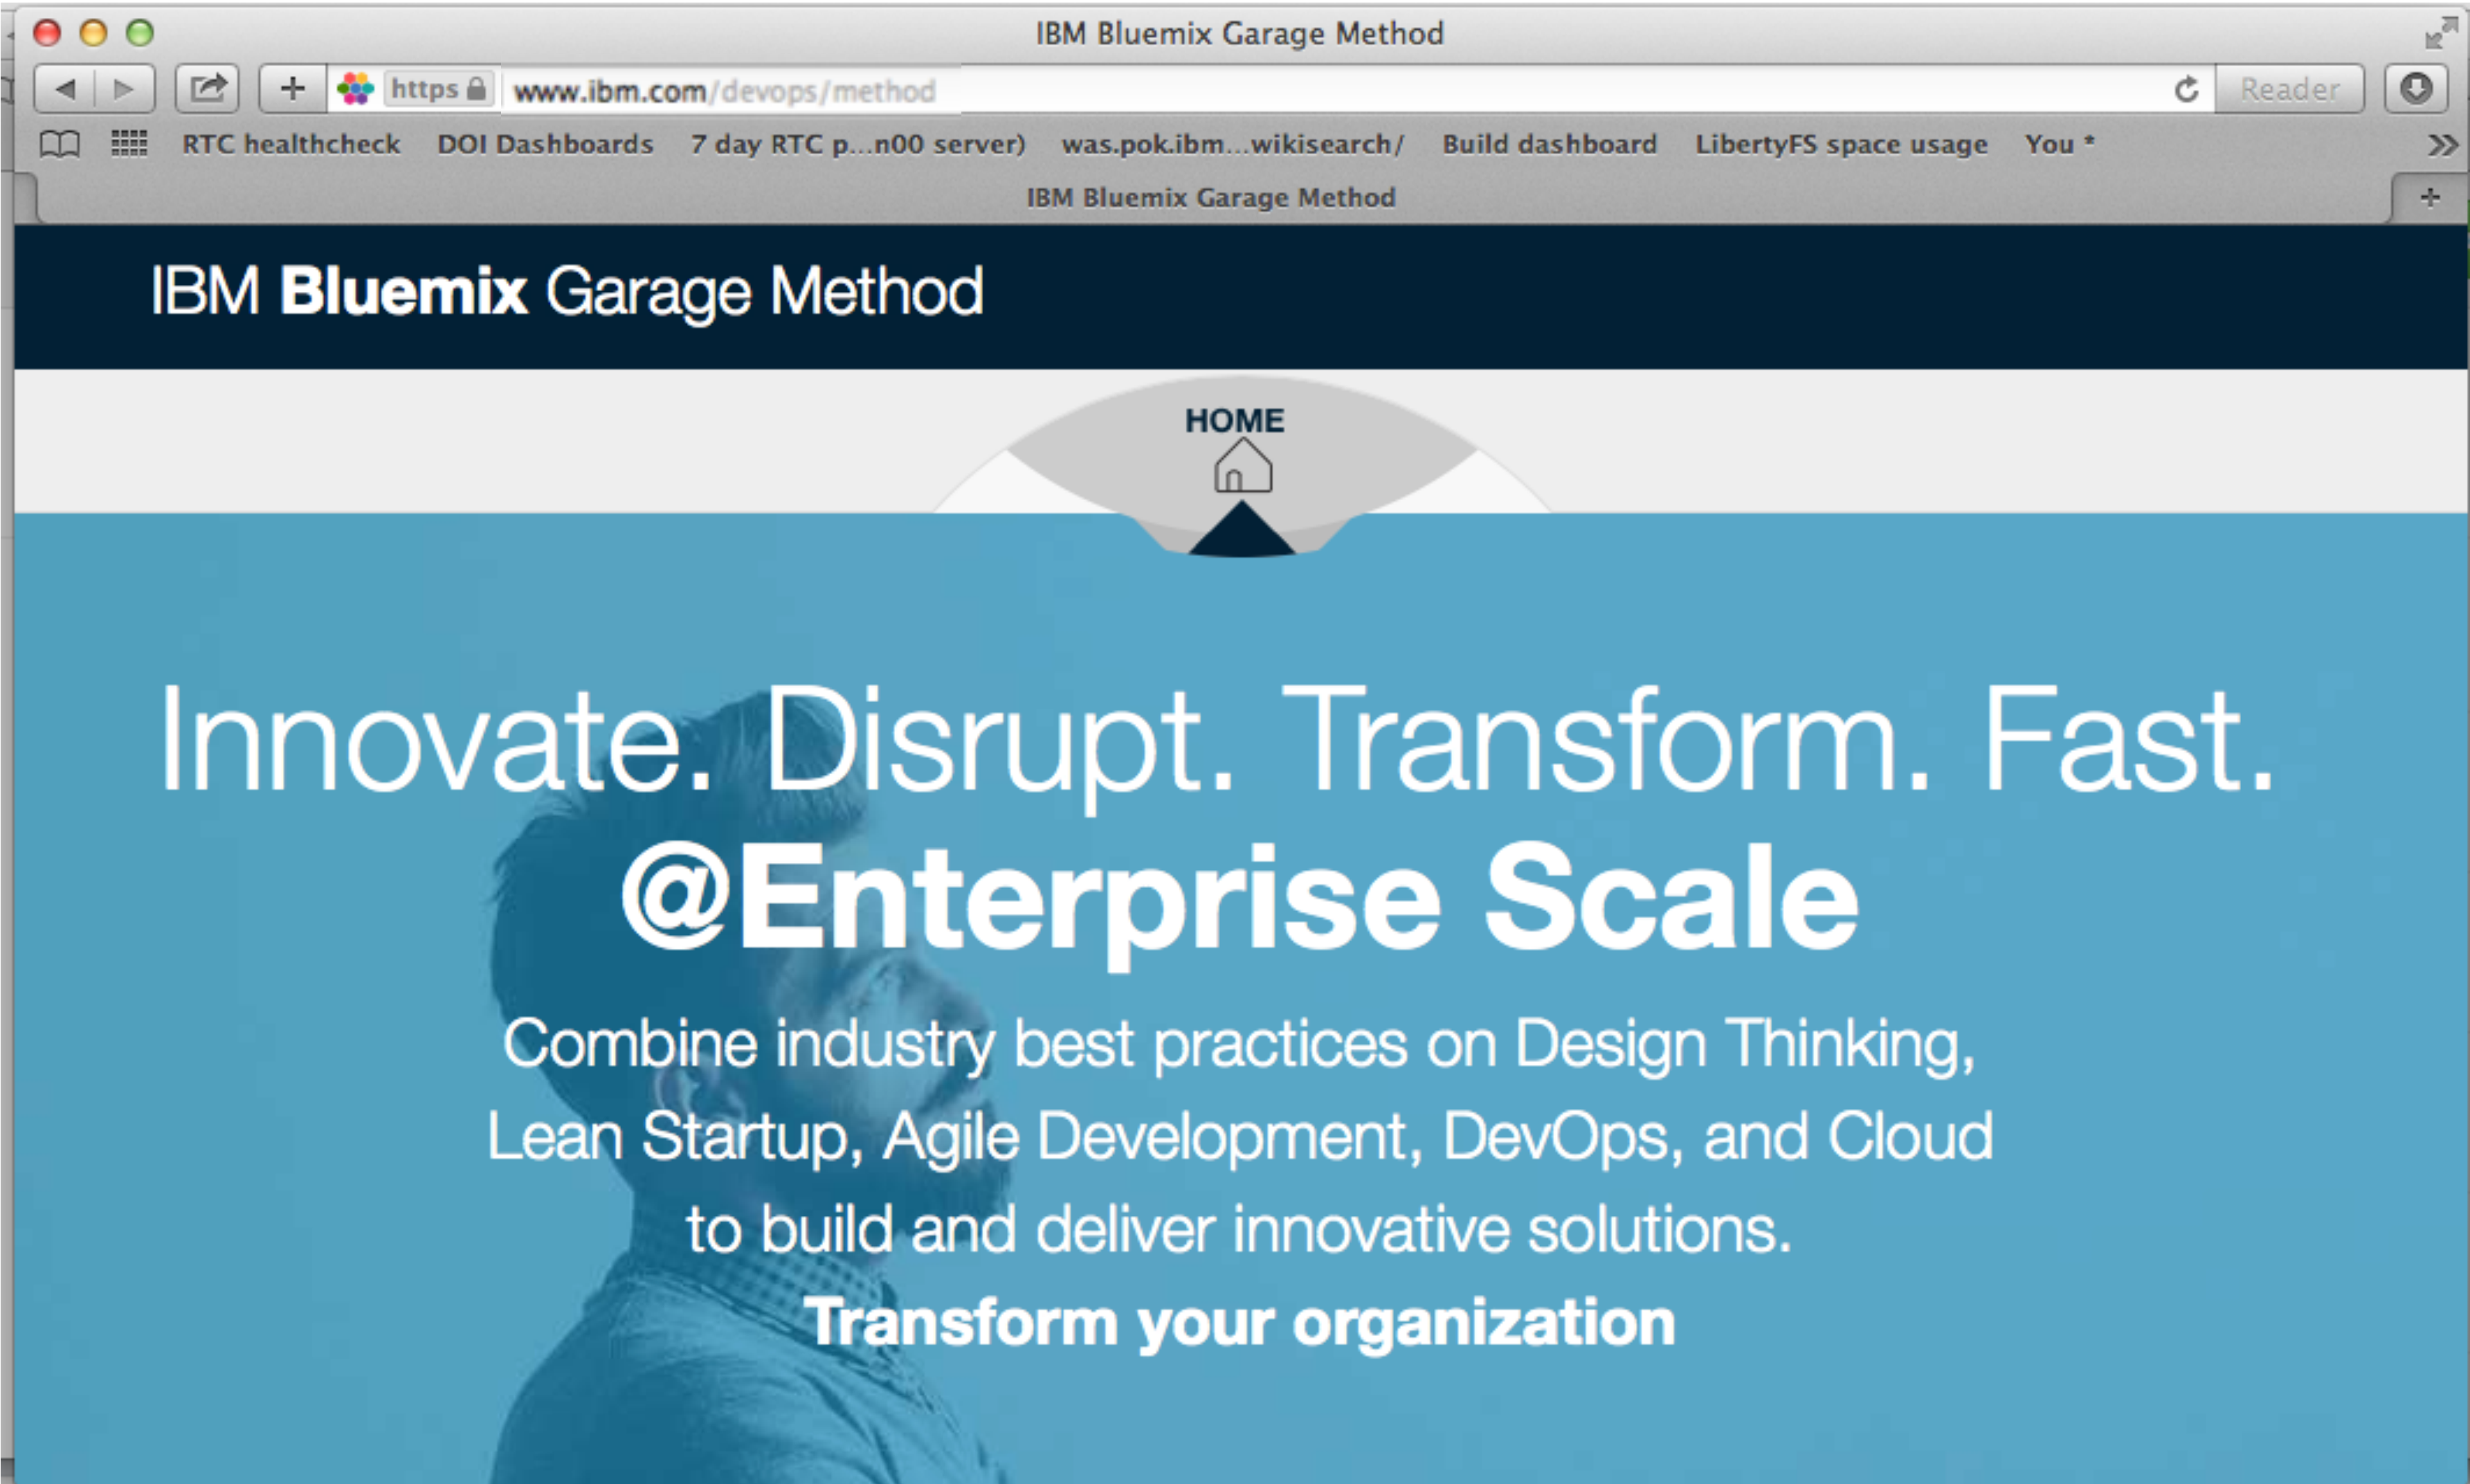 IBM Bluemix Garage Method
https www.ibm.com/devops/method Reader
RTC healthcheck DOI Dashboards 7 day RTC p...n00 server) was.pok.ibm...wikisearch/ Build dashboard LibertyFS space usage You *
IBM Bluemix Garage Method
IBM Bluemix Garage Method
HOME
Innovate. Disrupt. Transform. Fast.
@Enterprise Scale
Combine industry best practices on Design Thinking,
Lean Startup, Agile Development, DevOps, and Cloud
to build and deliver innovative solutions.
Transform your organization